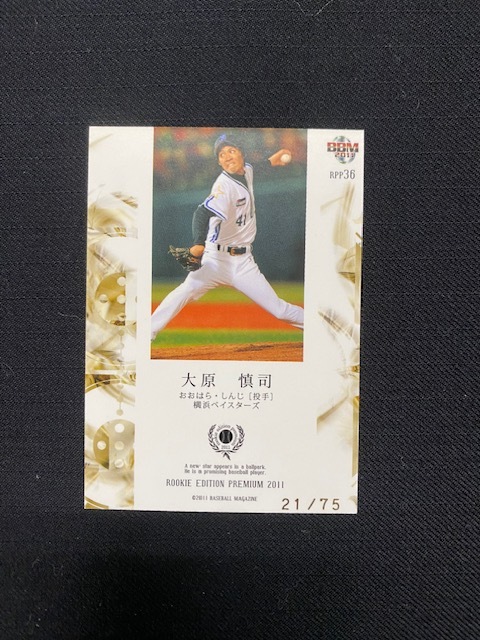 BBM
2011
RPP36
41
大原 慎司
おおはら・しんじ［投手］
横浜ベイスターズ
2011
A new star appears in a ballpark.
He is a promising baseball player.
ROOKIE EDITION PREMIUM 2011
©2011 BASEBALL MAGAZINE
21/75